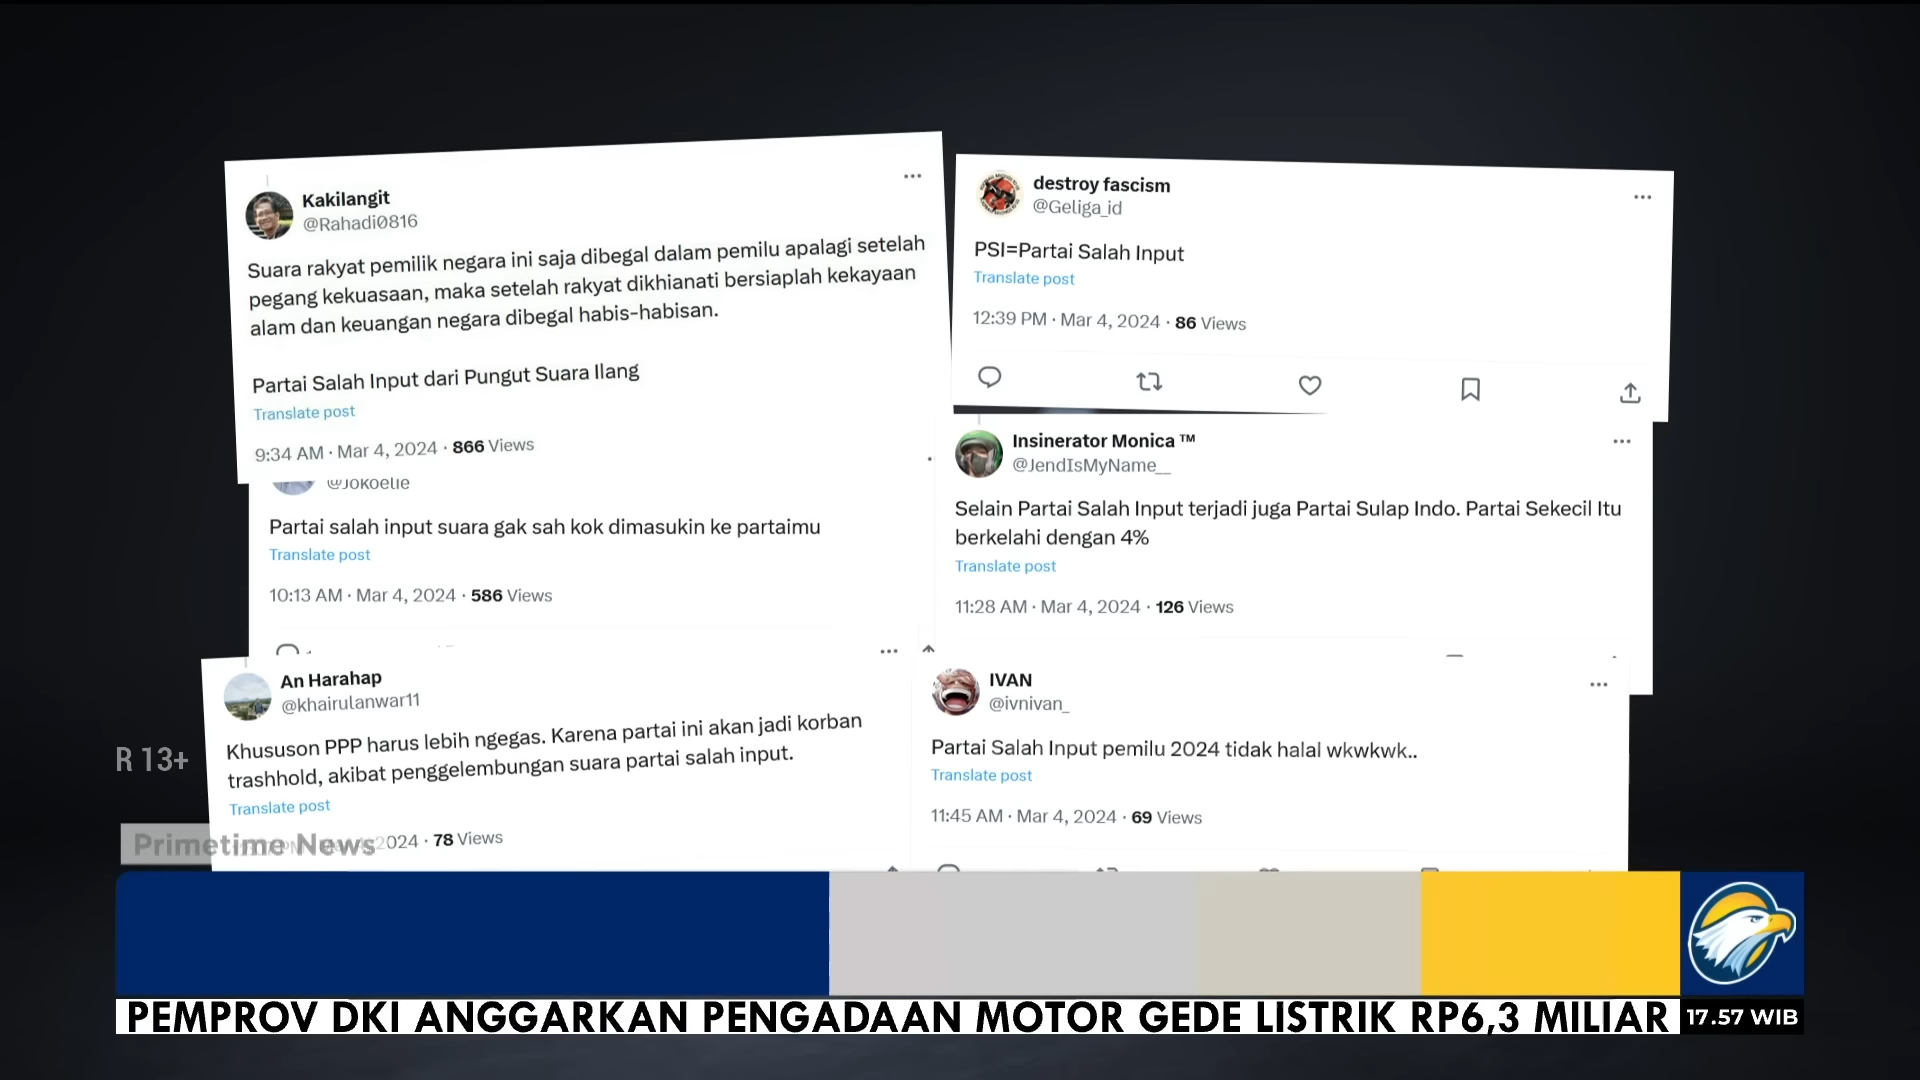 Kakilangit
@Rahadi0816
Suara rakyat pemilik negara ini saja dibegal dalam pemilu apalagi setelah
pegang kekuasaan, maka setelah rakyat dikhianati bersiaplah kekayaan
alam dan keuangan negara dibegal habis-habisan.
Partai Salah Input dari Pungut Suara Ilang
Translate post
9:34 AM · Mar 4, 2024 · 866 Views
destroy fascism
@Geliga_id
PSI=Partai Salah Input
Translate post
12:39 PM · Mar 4, 2024 · 86 Views
@Jokoelie
Partai salah input suara gak sah kok dimasukin ke partaimu
Translate post
10:13 AM · Mar 4, 2024 · 586 Views
Insinerator Monica ™
@JendIsMyName__
Selain Partai Salah Input terjadi juga Partai Sulap Indo. Partai Sekecil Itu
berkelahi dengan 4%
Translate post
11:28 AM · Mar 4, 2024 · 126 Views
An Harahap
@khairulanwar11
Khususon PPP harus lebih ngegas. Karena partai ini akan jadi korban
trashhold, akibat penggelembungan suara partai salah input.
Translate post
2024 · 78 Views
IVAN
@ivnivan_
Partai Salah Input pemilu 2024 tidak halal wkwkwk..
Translate post
11:45 AM · Mar 4, 2024 · 69 Views
R 13+
Primetime News
PEMPROV DKI ANGGARKAN PENGADAAN MOTOR GEDE LISTRIK RP6,3 MILIAR
17.57 WIB